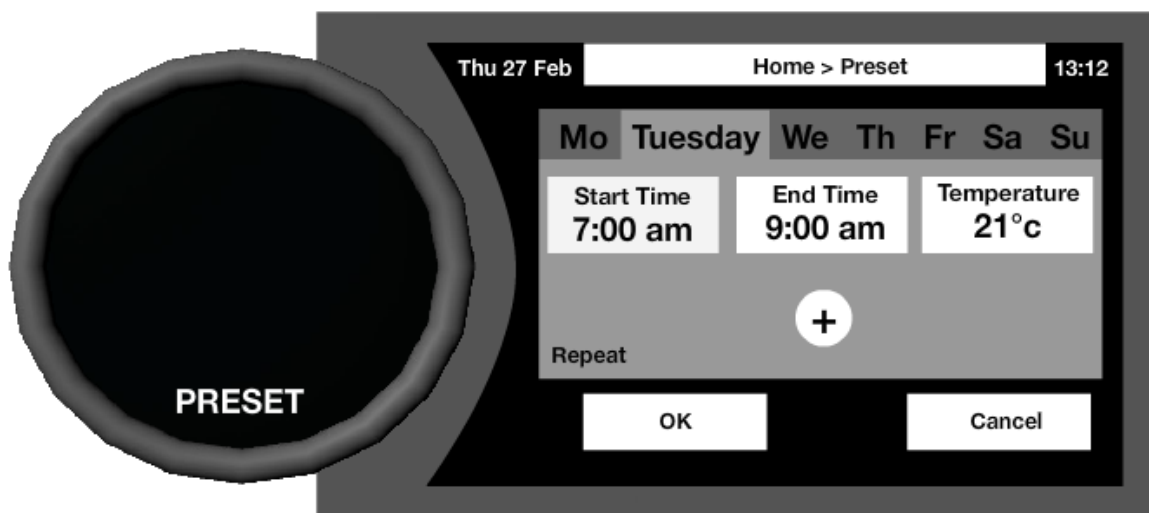 Thu 27 Feb Home > Preset 13:12
Mo Tuesday We Th Fr Sa Su
Start Time End Time Temperature
7:00 am 9:00 am 21°c
+
Repeat
PRESET
OK Cancel